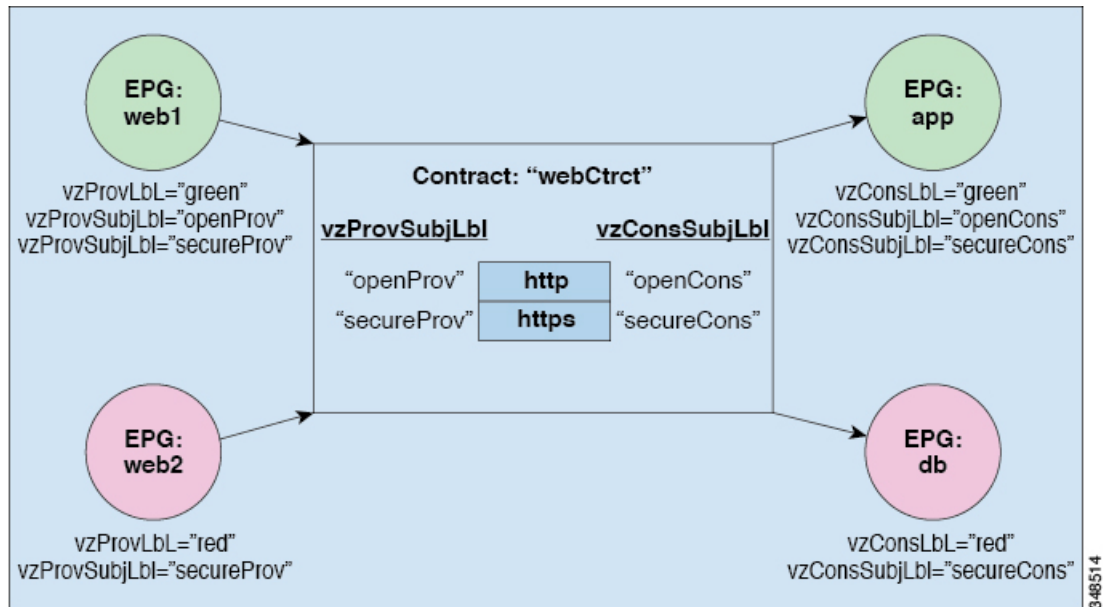 EPG:
web1
vzProvLbL="green"
vzProvSubjLbl="openProv"
vzProvSubjLbl="secureProv"
EPG:
app
vzConsLbL="green"
vzConsSubjLbl="openCons"
vzConsSubjLbl="secureCons"
Contract: “webCtrct”
vzProvSubjLbl vzConsSubjLbl
“openProv” http “openCons”
“secureProv” https “secureCons”
EPG:
web2
vzProvLbL=”red”
vzProvSubjLbl=”secureProv”
EPG:
db
vzConsLbL=”red”
vzConsSubjLbl=”secureCons”
348514